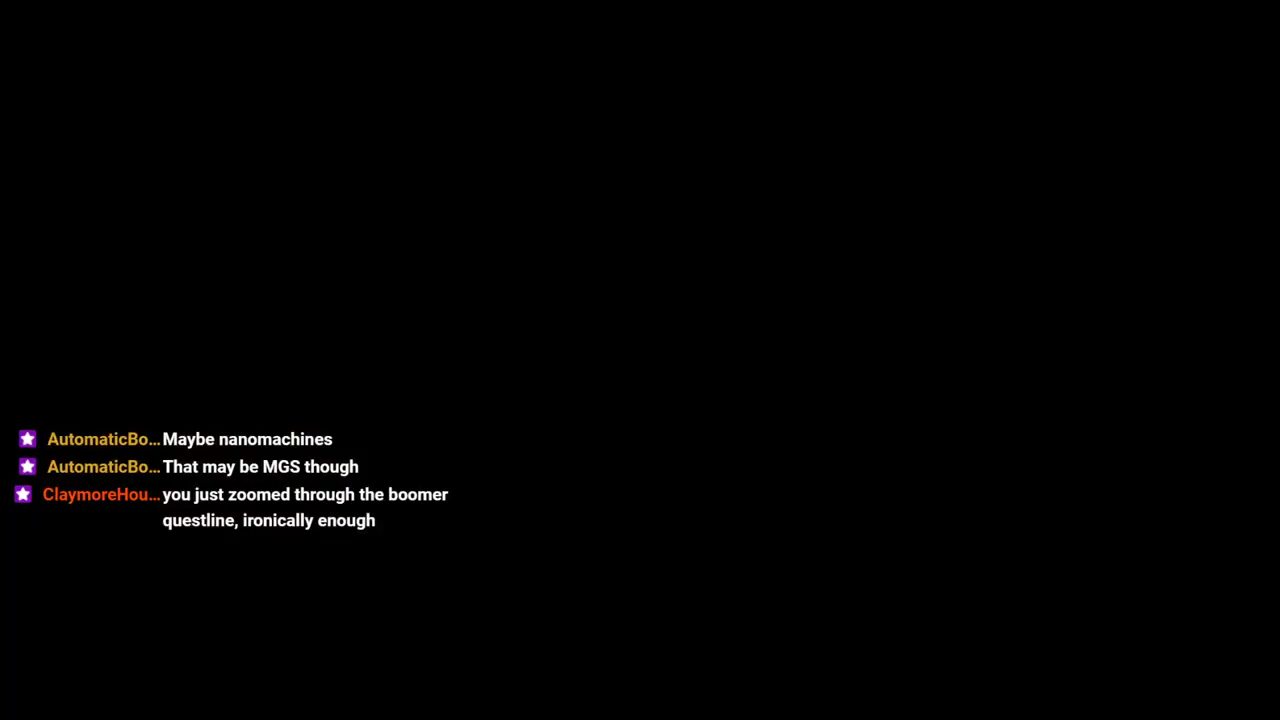 AutomaticBo… Maybe nanomachines
AutomaticBo… That may be MGS though
ClaymoreHou… you just zoomed through the boomer
questline, ironically enough